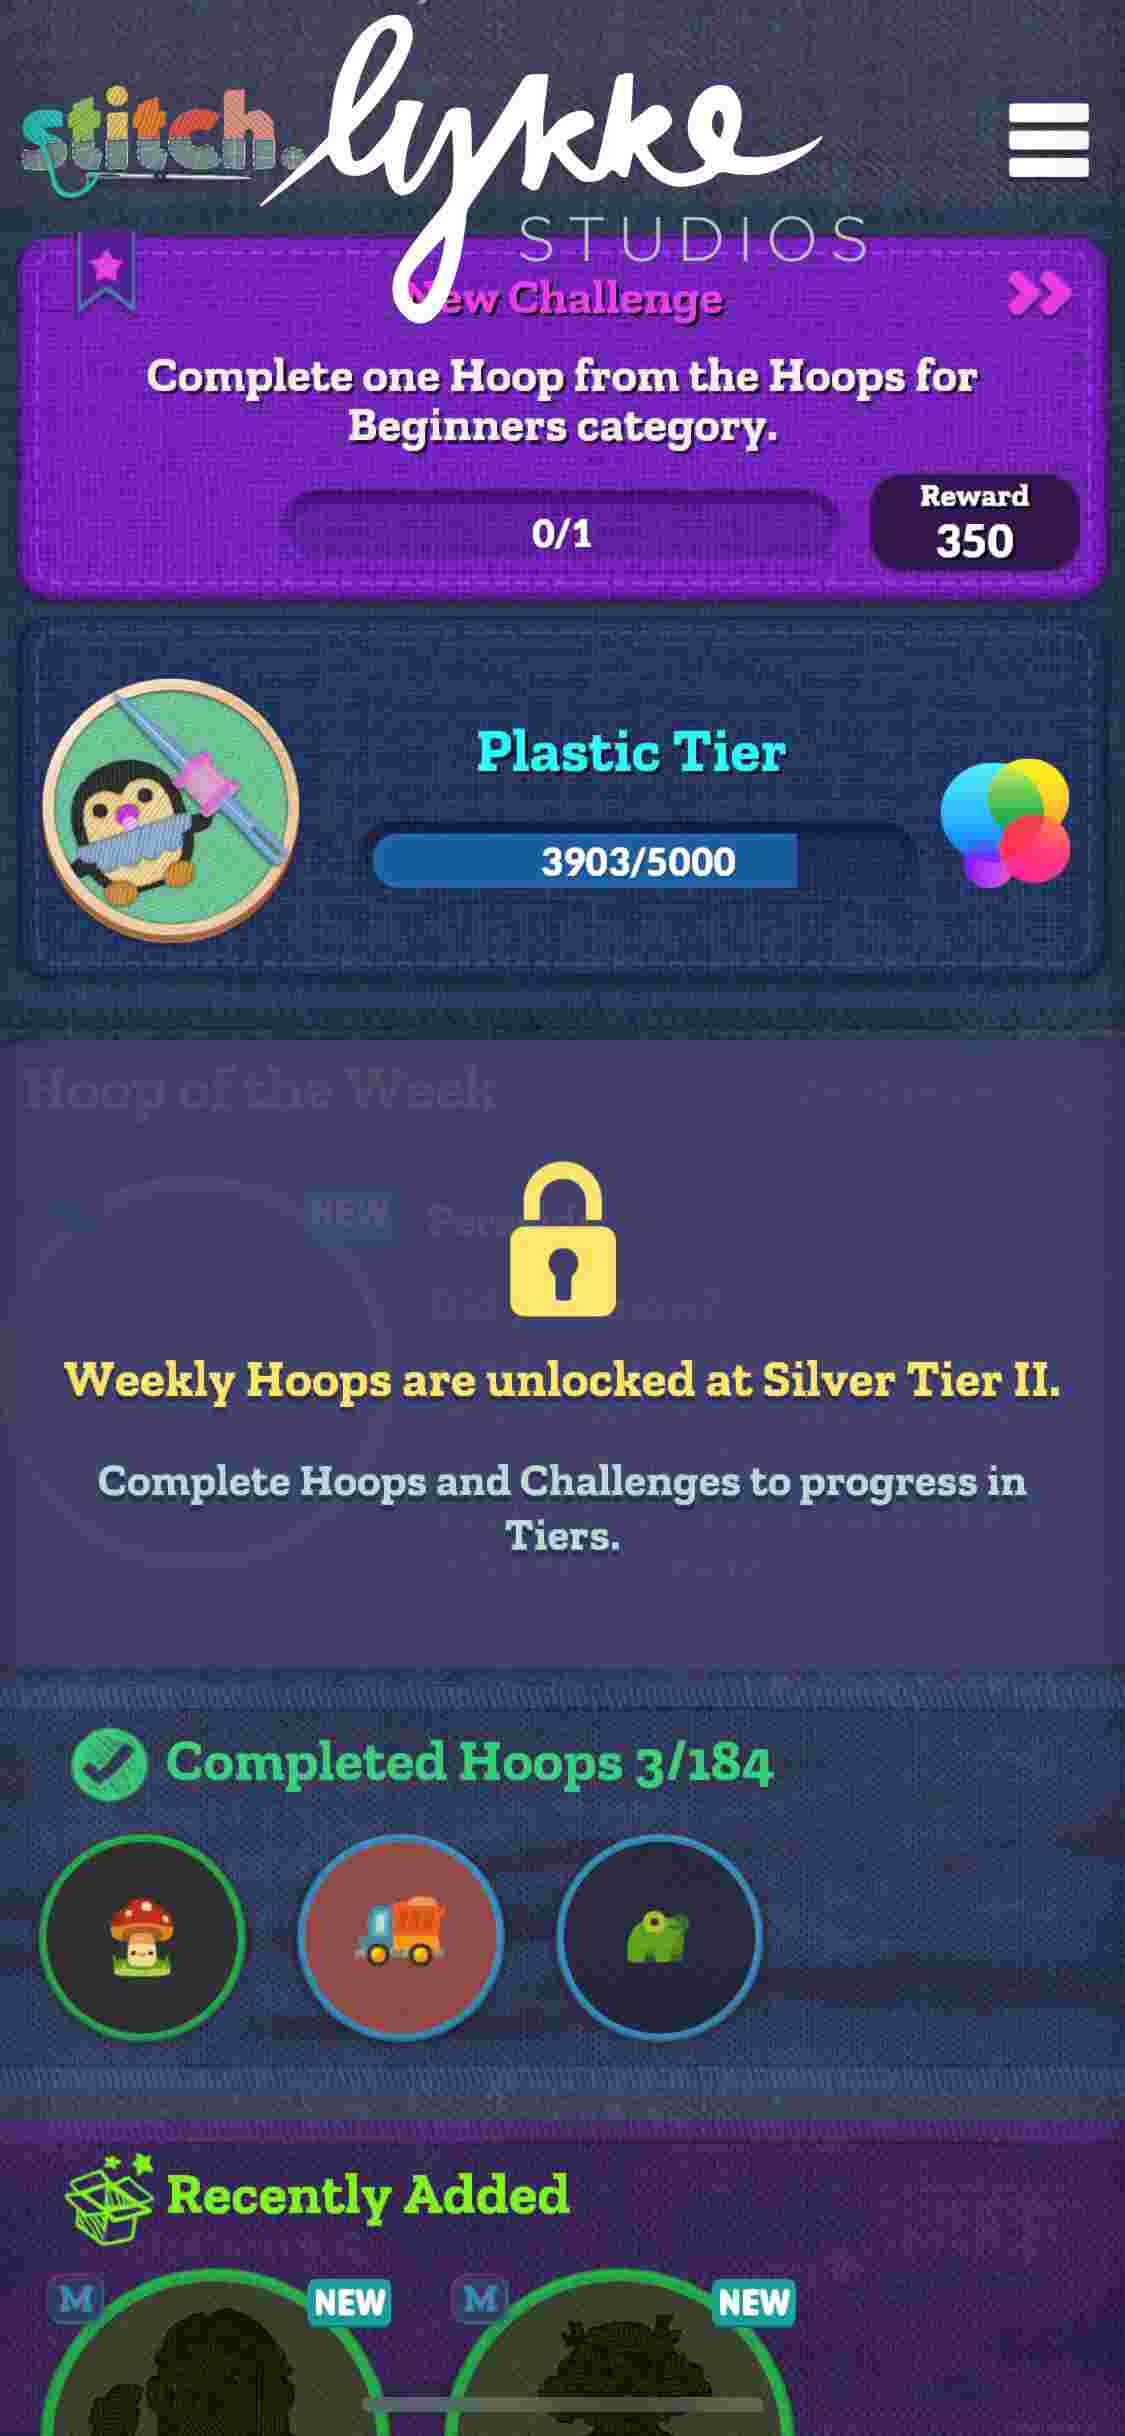 stitch.
lykke
STUDIOS
New Challenge
Complete one Hoop from the Hoops for
Beginners category.
0/1
Reward
350
Plastic Tier
3903/5000
Hoop of the Week
NEW
Weekly Hoops are unlocked at Silver Tier II.
Complete Hoops and Challenges to progress in
Tiers.
Completed Hoops 3/184
Recently Added
M
NEW
M
NEW